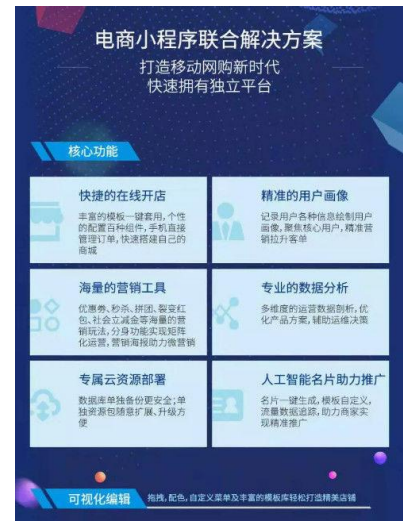 电商小程序联合解决方案
打造移动网购新时代
快速拥有独立平台
核心功能
快捷的在线开店
丰富的模板一键套用,个性
的配置百种组件,手机直接
管理订单,快速搭建自己的
商城
精准的用户画像
记录用户各种信息绘制用户
画像,聚焦核心用户,精准营
销拉升客单
海量的营销工具
优惠券、秒杀、拼团、裂变红
包、社会立减金等海量的营
销玩法,分身功能实现矩阵
化运营,营销海报助力微营销
专业的数据分析
多维度的运营数据剖析,优
化产品方案,辅助运维决策
专属云资源部署
数据库单独备份更安全;单
独资源包随意扩展、升级方
便
人工智能名片助力推广
名片一键生成,模板自定义,
流量数据追踪,助力商家实
现精准推广
可视化编辑
拖拽,配色,自定义菜单及丰富的模板库轻松打造精美店铺